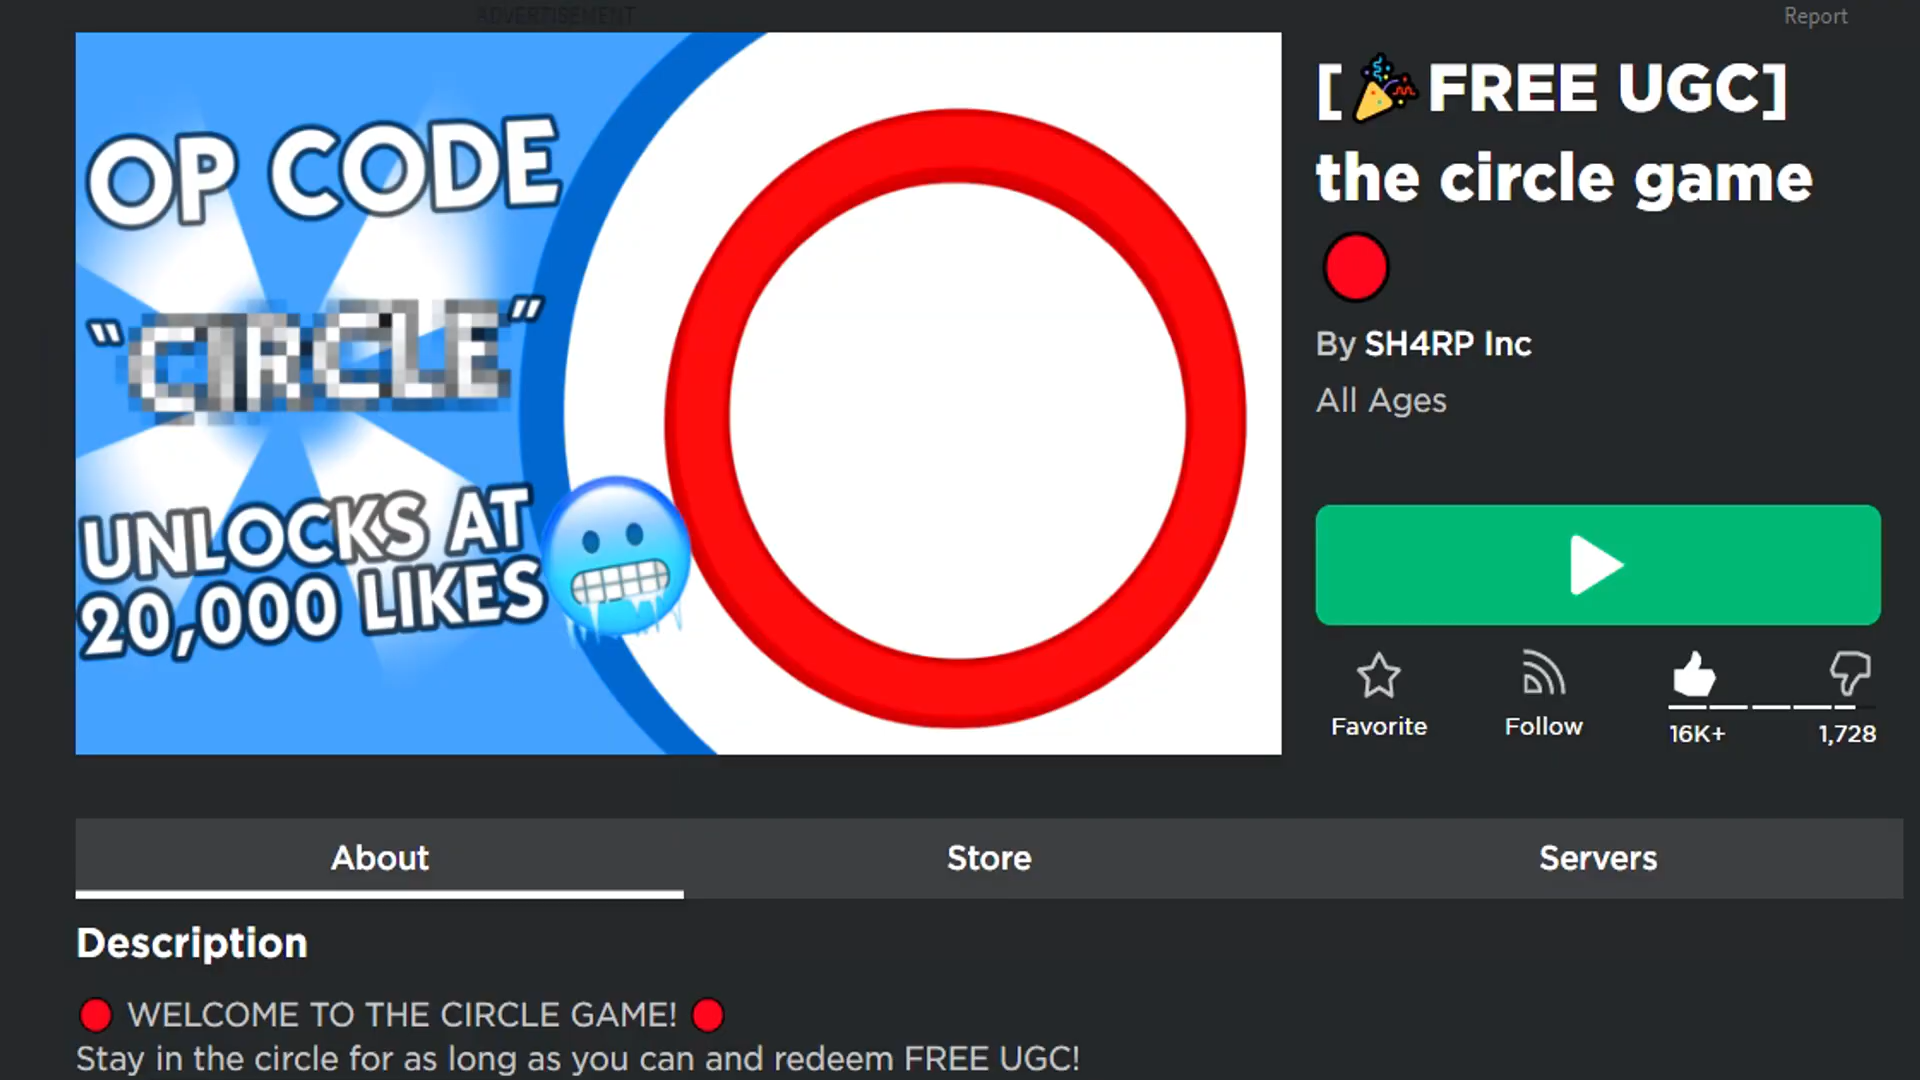 ADVERTISEMENT
Report
OP CODE
"CIRCLE"
UNLOCKS AT
20,000 LIKES
[🎉FREE UGC]
the circle game
🔴
By SH4RP Inc
All Ages
Favorite
Follow
16K+
1,728
About
Store
Servers
Description
🔴 WELCOME TO THE CIRCLE GAME! 🔴
Stay in the circle for as long as you can and redeem FREE UGC!